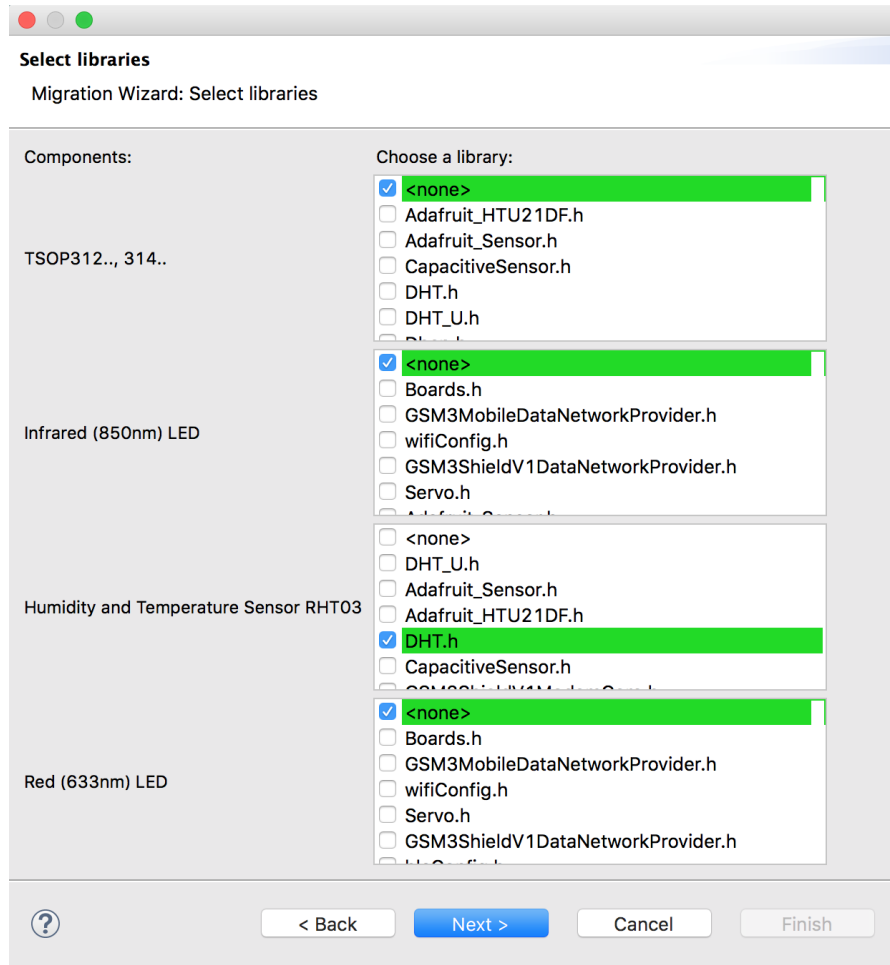 Select libraries
Migration Wizard: Select libraries
Components:
Choose a library:
TSOP312.., 314..
<none>
Adafruit_HTU21DF.h
Adafruit_Sensor.h
CapacitiveSensor.h
DHT.h
DHT_U.h
Infrared (850nm) LED
<none>
Boards.h
GSM3MobileDataNetworkProvider.h
wifiConfig.h
GSM3ShieldV1DataNetworkProvider.h
Servo.h
Humidity and Temperature Sensor RHT03
<none>
DHT_U.h
Adafruit_Sensor.h
Adafruit_HTU21DF.h
DHT.h
CapacitiveSensor.h
Red (633nm) LED
<none>
Boards.h
GSM3MobileDataNetworkProvider.h
wifiConfig.h
Servo.h
GSM3ShieldV1DataNetworkProvider.h
? < Back Next > Cancel Finish